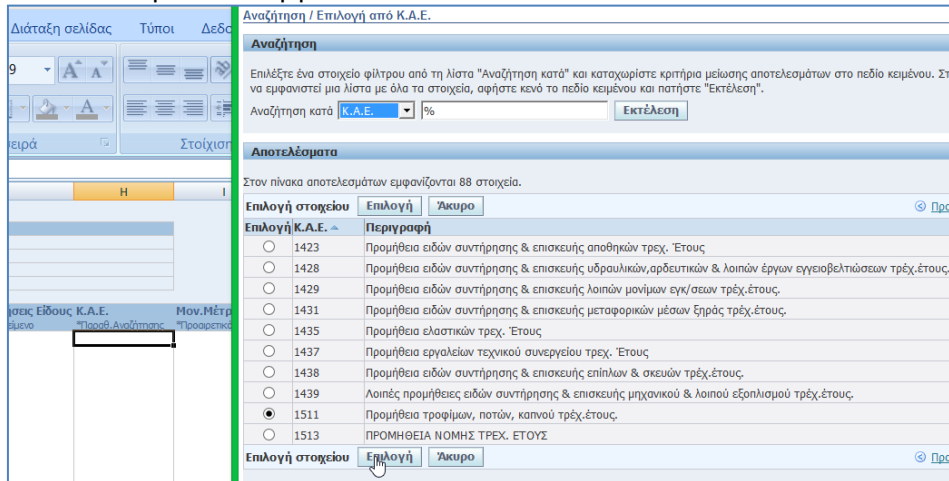 Διάταξη σελίδας Τύποι Δεδο
9
Α Α
Α
σειρά
Στοίχιση
H I
ήσεις Είδους Κ.Α.Ε. Μον.Μέτρ
είμενο *Παραθ.Αναζήτησης *Προαιρετικό
Αναζήτηση / Επιλογή από Κ.Α.Ε.
Αναζήτηση
Επιλέξτε ένα στοιχείο φίλτρου από τη λίστα "Αναζήτηση κατά" και καταχωρίστε κριτήρια μείωσης αποτελεσμάτων στο πεδίο κειμένου. Στ
να εμφανιστεί μια λίστα με όλα τα στοιχεία, αφήστε κενό το πεδίο κειμένου και πατήστε "Εκτέλεση".
Αναζήτηση κατά Κ.Α.Ε. % Εκτέλεση
Αποτελέσματα
Στον πίνακα αποτελεσμάτων εμφανίζονται 88 στοιχεία.
Επιλογή στοιχείου Επιλογή Άκυρο Προ
Επιλογή Κ.Α.Ε. Περιγραφή
1423 Προμήθεια ειδών συντήρησης & επισκευής αποθηκών τρεχ. Έτους
1428 Προμήθεια ειδών συντήρησης & επισκευής υδραυλικών,αρδευτικών & λοιπών έργων εγγειοβελτιώσεων τρέχ.έτους.
1429 Προμήθεια ειδών συντήρησης & επισκευής λοιπών μονίμων εγκ/σεων τρέχ.έτους.
1431 Προμήθεια ειδών συντήρησης & επισκευής μεταφορικών μέσων ξηράς τρέχ.έτους.
1435 Προμήθεια ελαστικών τρεχ. Έτους
1437 Προμήθεια εργαλείων τεχνικού συνεργείου τρεχ. Έτους
1438 Προμήθεια ειδών συντήρησης & επισκευής επίπλων & σκευών τρέχ.έτους.
1439 Λοιπές προμήθειες ειδών συντήρησης & επισκευής μηχανικού & λοιπού εξοπλισμού τρέχ.έτους.
1511 Προμήθεια τροφίμων, ποτών, καπνού τρέχ.έτους.
1513 ΠΡΟΜΗΘΕΙΑ ΝΟΜΗΣ ΤΡΕΧ. ΕΤΟΥΣ
Επιλογή στοιχείου Επιλογή Άκυρο Προ